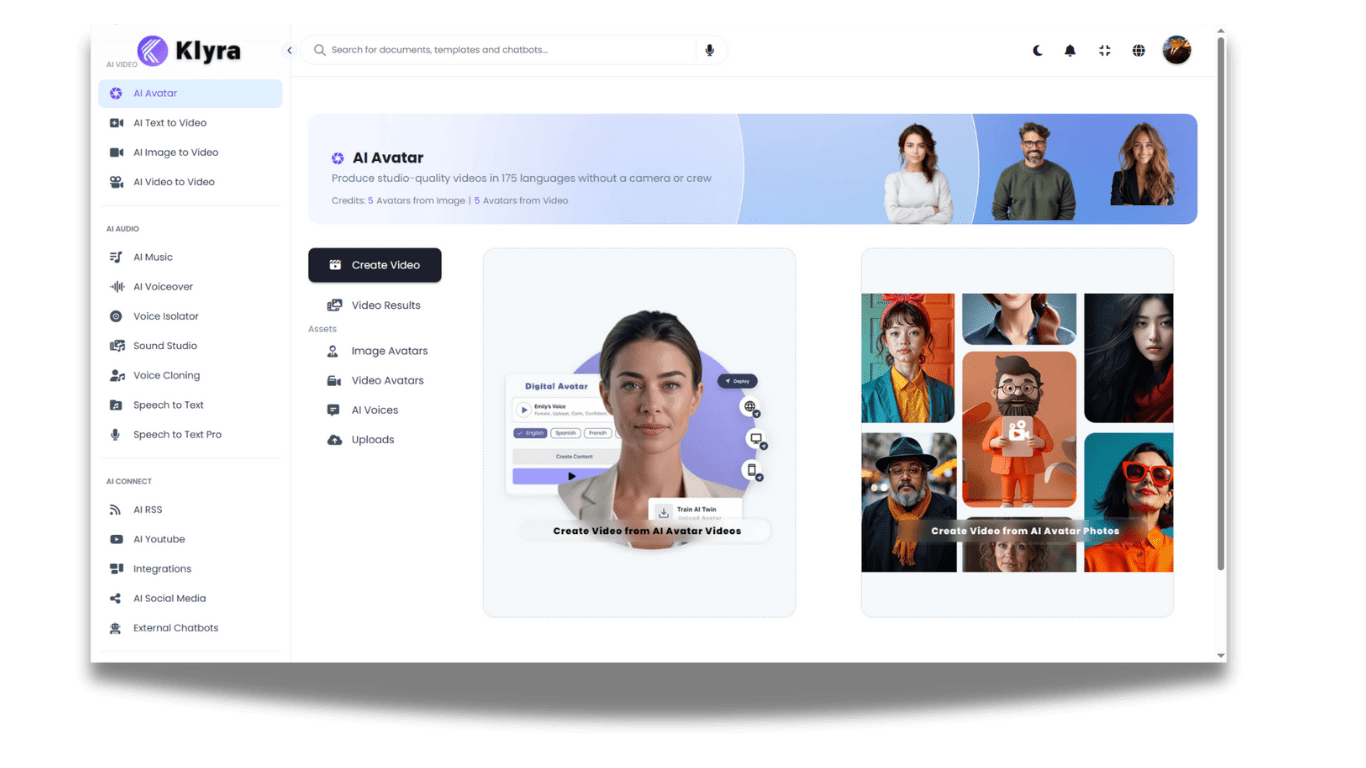 Klyra
AI VIDEO
AI Avatar
AI Text to Video
AI Image to Video
AI Video to Video
AI AUDIO
AI Music
AI Voiceover
Voice Isolator
Sound Studio
Voice Cloning
Speech to Text
Speech to Text Pro
AI CONNECT
AI RSS
AI Youtube
Integrations
AI Social Media
External Chatbots
Search for documents, templates and chatbots...
AI Avatar
Produce studio-quality videos in 175 languages without a camera or crew
Credits: 5 Avatars from Image | 5 Avatars from Video
Create Video
Video Results
Assets
Image Avatars
Video Avatars
AI Voices
Uploads
Digital Avatar
Emily's Voice
Female, Upbeat, Calm, Confident
English Spanish French
Create Content
Deploy
Train AI Twin
Upload Avatar
Create Video from AI Avatar Videos
Create Video from AI Avatar Photos